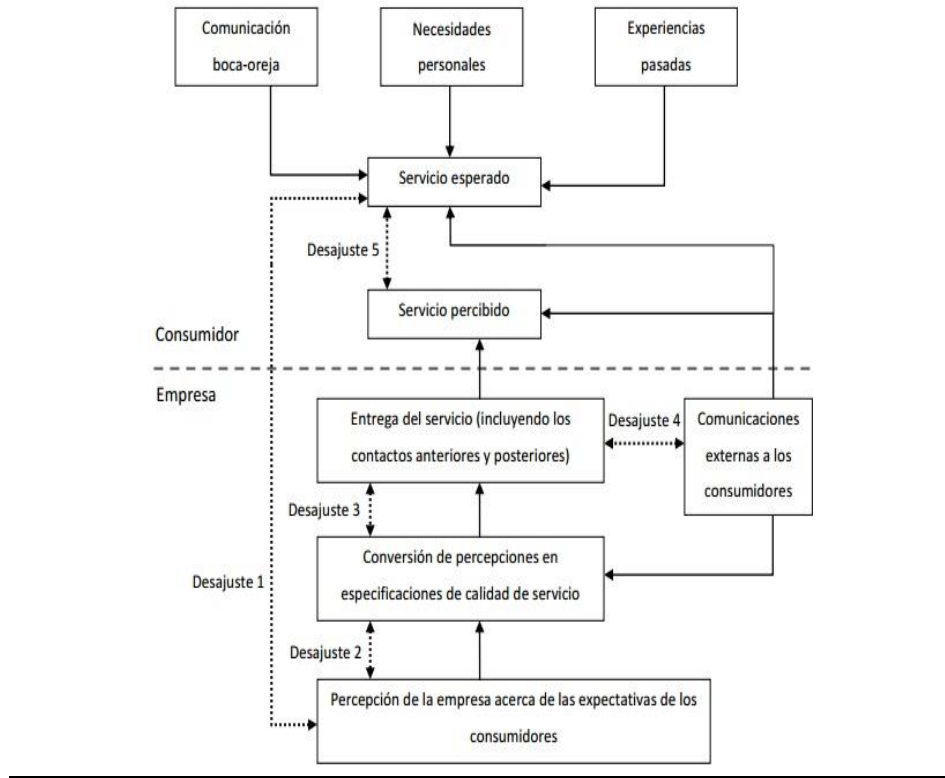 Comunicación
boca-oreja
Necesidades
personales
Experiencias
pasadas
Servicio esperado
Desajuste 5
Servicio percibido
Consumidor
Empresa
Entrega del servicio (incluyendo los
contactos anteriores y posteriores)
Desajuste 4
Comunicaciones
externas a los
consumidores
Desajuste 3
Conversión de percepciones en
especificaciones de calidad de servicio
Desajuste 1
Desajuste 2
Percepción de la empresa acerca de las expectativas de los
consumidores